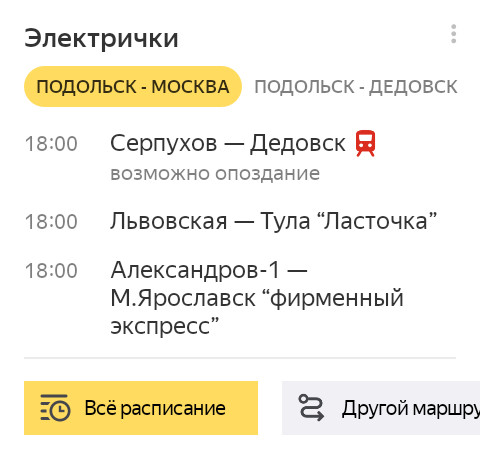 Электрички
ПОДОЛЬСК - МОСКВА ПОДОЛЬСК - ДЕДОВСК
18:00 Серпухов — Дедовск
возможно опоздание
18:00 Львовская — Тула “Ласточка”
18:00 Александров-1 —
М.Ярославск “фирменный
экспресс”
Всё расписание Другой маршру